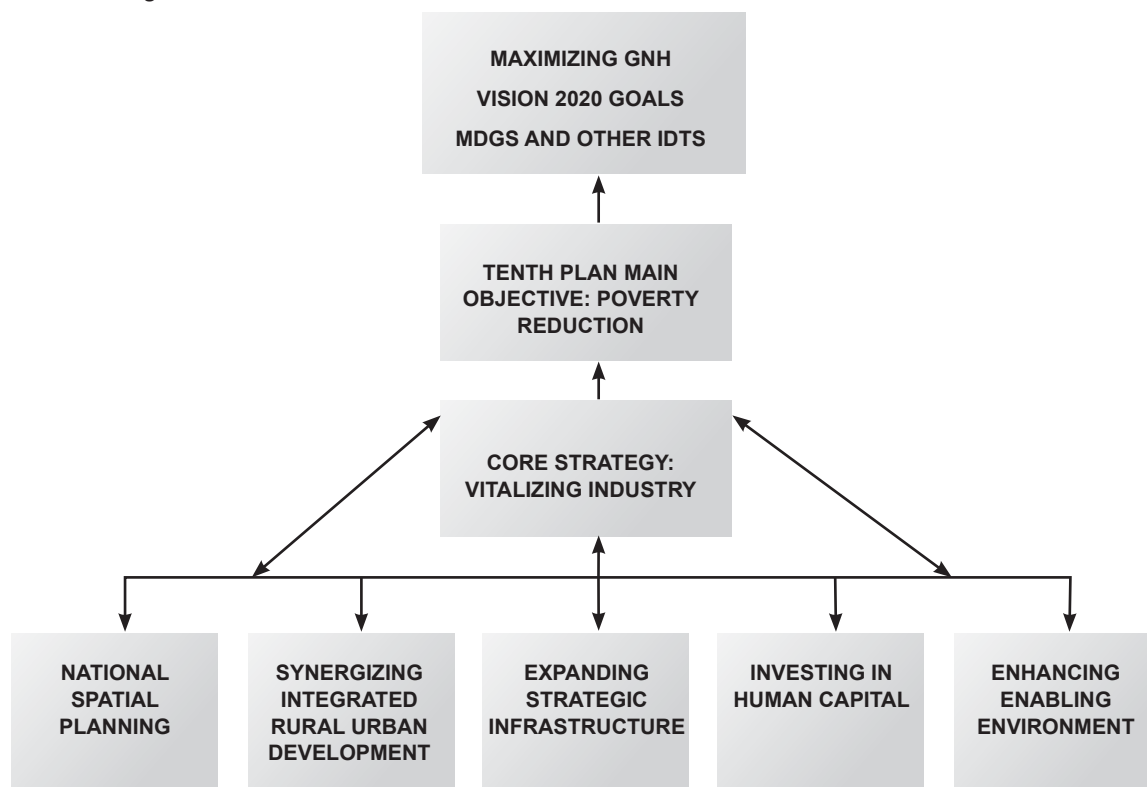 MAXIMIZING GNH
VISION 2020 GOALS
MDGS AND OTHER IDTS
TENTH PLAN MAIN
OBJECTIVE: POVERTY
REDUCTION
CORE STRATEGY:
VITALIZING INDUSTRY
NATIONAL
SPATIAL
PLANNING
SYNERGIZING
INTEGRATED
RURAL URBAN
DEVELOPMENT
EXPANDING
STRATEGIC
INFRASTRUCTURE
INVESTING IN
HUMAN CAPITAL
ENHANCING
ENABLING
ENVIRONMENT